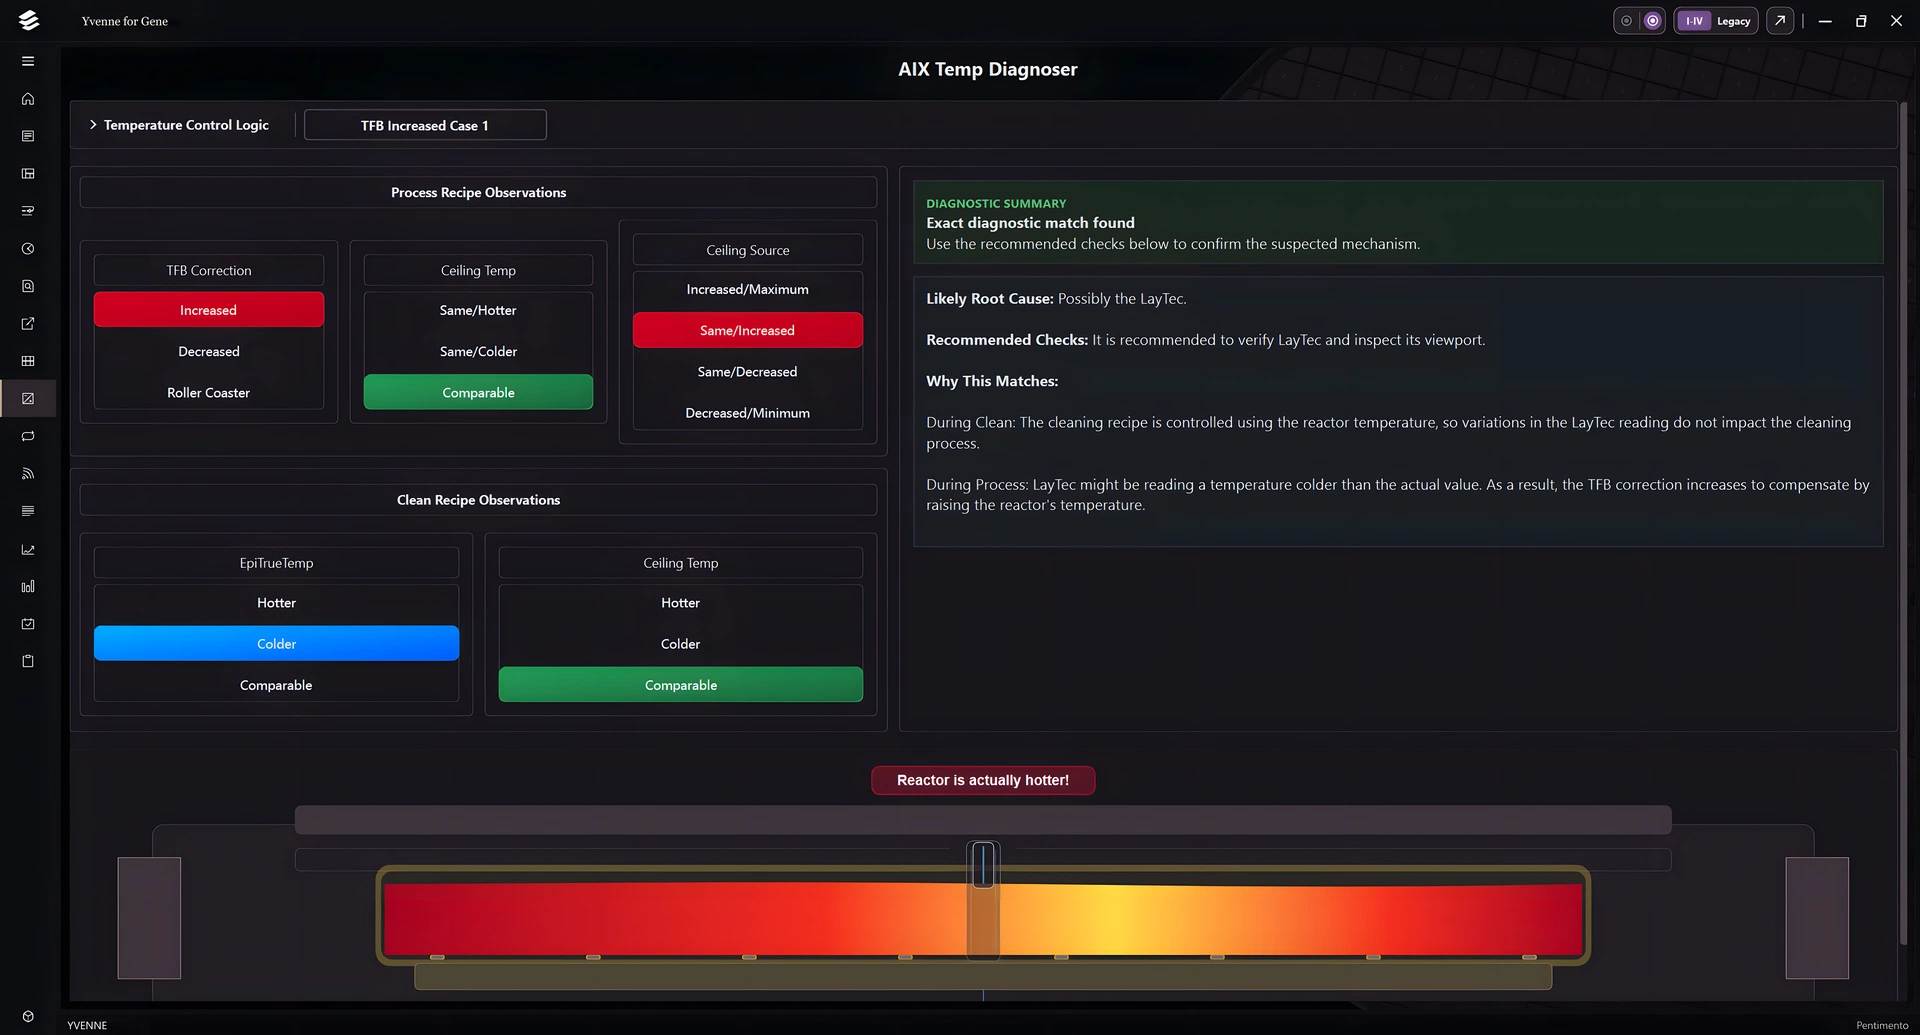 Yvenne for Gene
I-IV Legacy
AIX Temp Diagnoser
Temperature Control Logic
TFB Increased Case 1
Process Recipe Observations
TFB Correction
Increased
Decreased
Roller Coaster
Ceiling Temp
Same/Hotter
Same/Colder
Comparable
Ceiling Source
Increased/Maximum
Same/Increased
Same/Decreased
Decreased/Minimum
Clean Recipe Observations
EpiTrueTemp
Hotter
Colder
Comparable
Ceiling Temp
Hotter
Colder
Comparable
DIAGNOSTIC SUMMARY
Exact diagnostic match found
Use the recommended checks below to confirm the suspected mechanism.
Likely Root Cause: Possibly the LayTec.
Recommended Checks: It is recommended to verify LayTec and inspect its viewport.
Why This Matches:
During Clean: The cleaning recipe is controlled using the reactor temperature, so variations in the LayTec reading do not impact the cleaning
process.
During Process: LayTec might be reading a temperature colder than the actual value. As a result, the TFB correction increases to compensate by
raising the reactor's temperature.
Reactor is actually hotter!
YVENNE
Pentimento